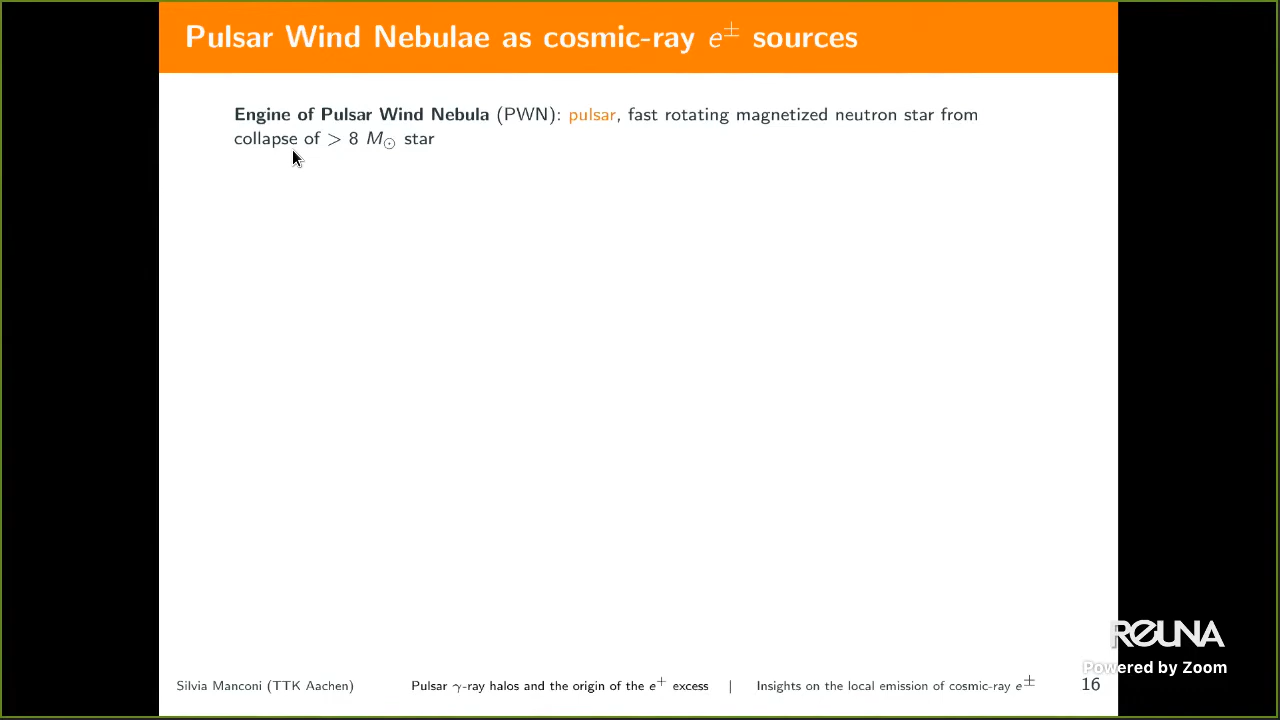 Pulsar Wind Nebulae as cosmic-ray e± sources
Engine of Pulsar Wind Nebula (PWN): pulsar, fast rotating magnetized neutron star from
collapse of > 8 M⊙ star
REUNA
Powered by Zoom
Silvia Manconi (TTK Aachen) Pulsar γ-ray halos and the origin of the e⁺ excess | Insights on the local emission of cosmic-ray e± 16